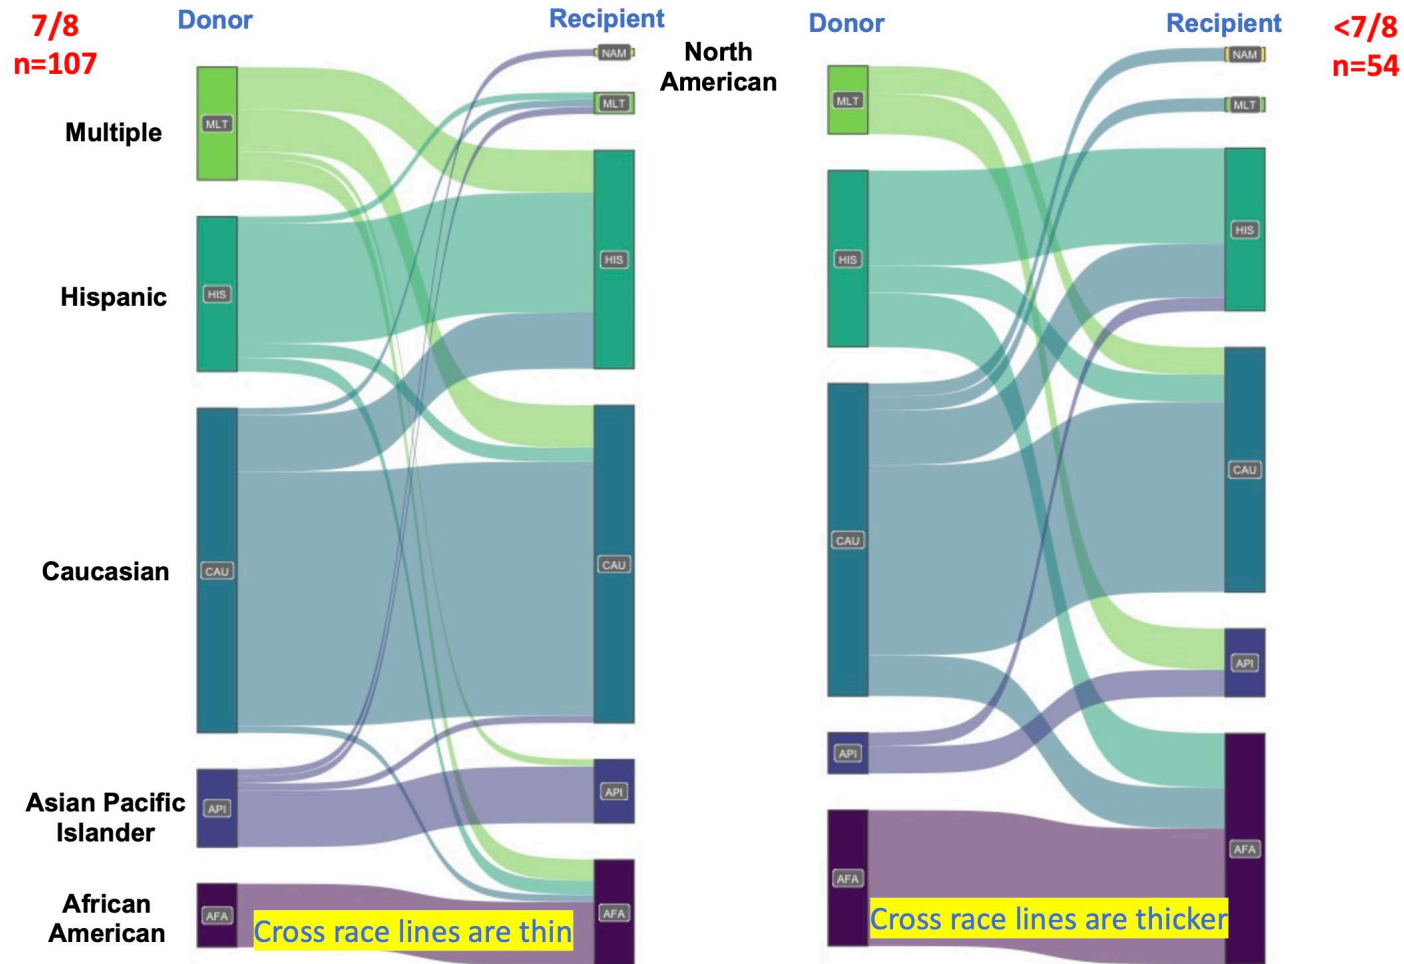 7/8
n=107
Donor
Recipient
Multiple
Hispanic
Caucasian
Asian Pacific
Islander
African
American
MLT
HIS
CAU
API
AFA
NAM
MLT
HIS
CAU
API
AFA
Cross race lines are thin
North
American
Donor
Recipient
<7/8
n=54
MLT
HIS
CAU
API
AFA
NAM
MLT
HIS
CAU
API
AFA
Cross race lines are thicker